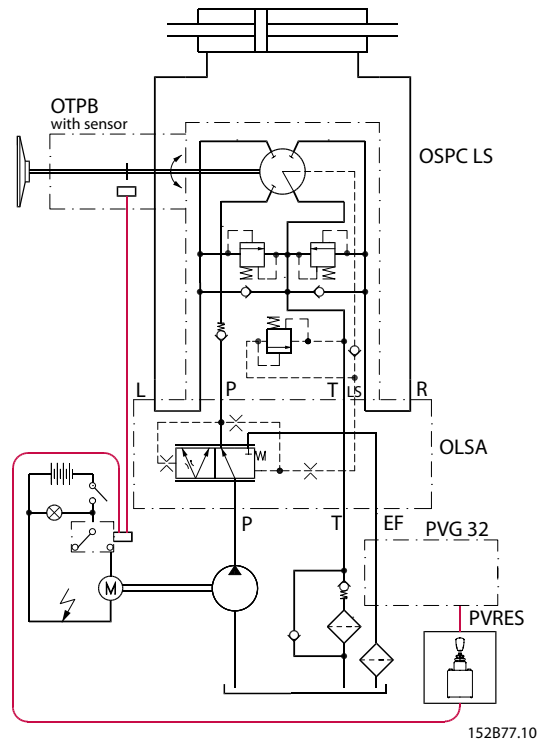 OTPB
with sensor
OSPC LS
L
P
T
LS
R
OLSA
P
T
EF
PVG 32
M
PVRES
152B77.10